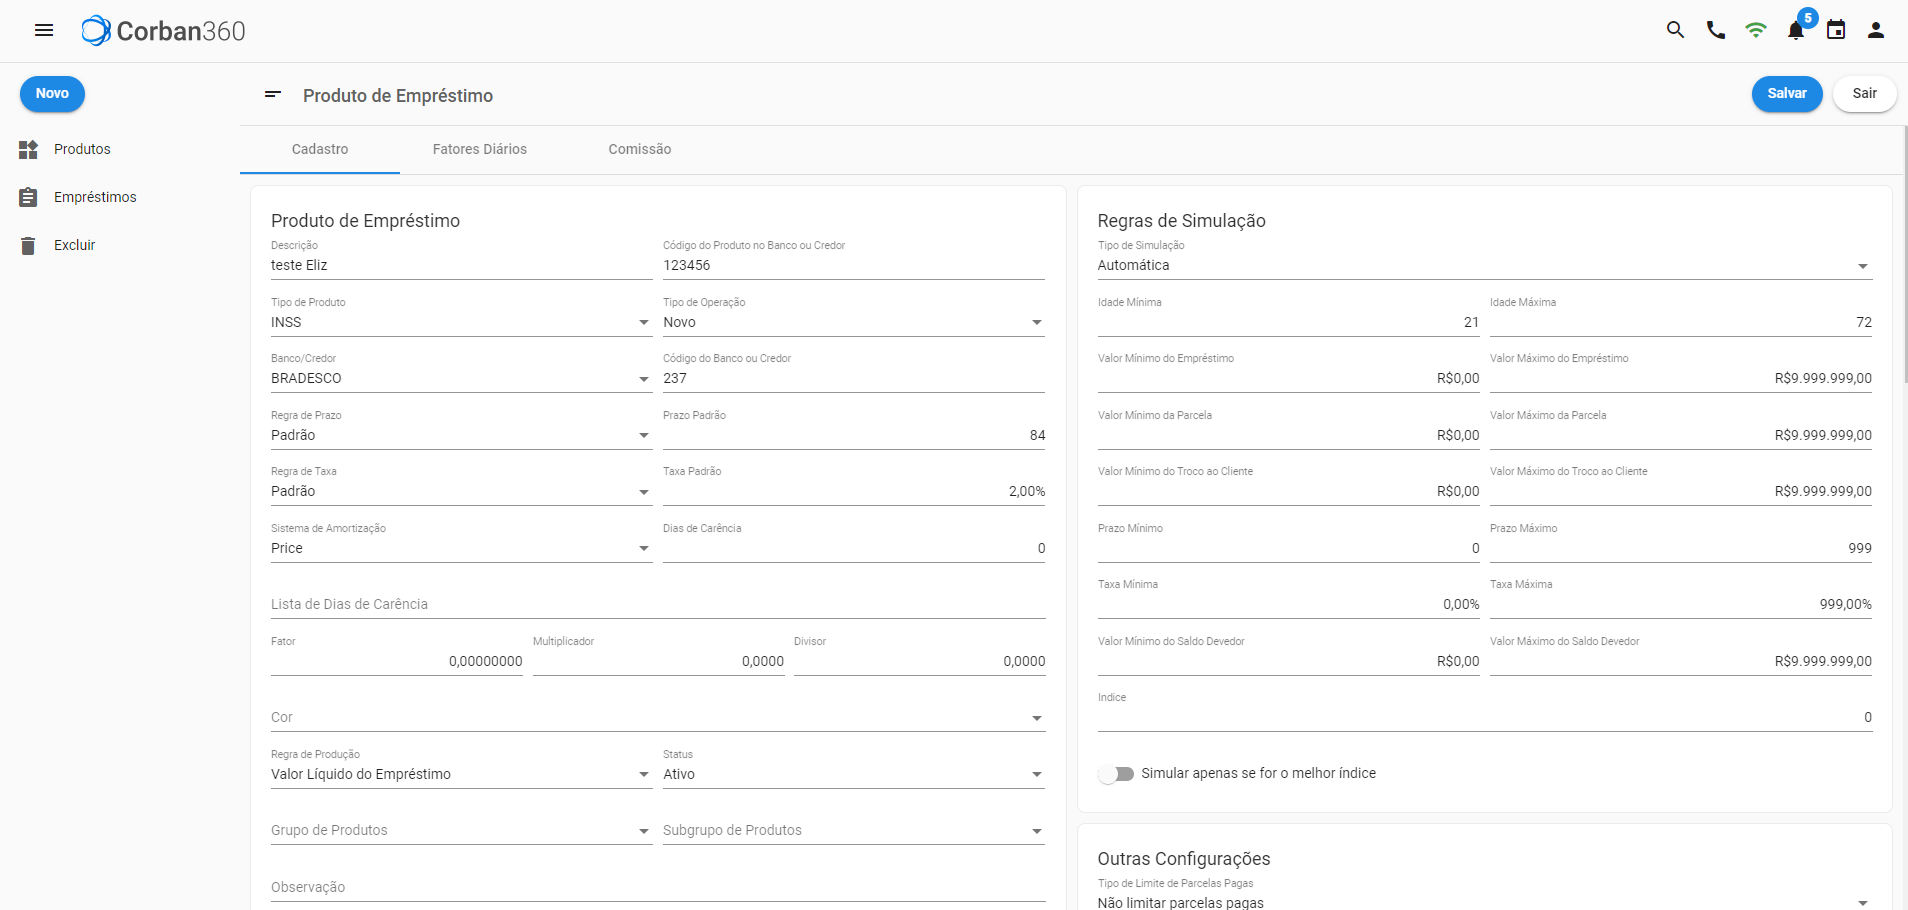 Corban360
5
Novo
Produtos
Empréstimos
Excluir
Produto de Empréstimo
Salvar
Sair
Cadastro
Fatores Diários
Comissão
Produto de Empréstimo
Descrição
teste Eliz
Código do Produto no Banco ou Credor
123456
Tipo de Produto
INSS
Tipo de Operação
Novo
Banco/Credor
BRADESCO
Código do Banco ou Credor
237
Regra de Prazo
Padrão
Prazo Padrão
84
Regra de Taxa
Padrão
Taxa Padrão
2,00%
Sistema de Amortização
Price
Dias de Carência
0
Lista de Dias de Carência
Fator
0,00000000
Multiplicador
0,0000
Divisor
0,0000
Cor
Regra de Produção
Valor Líquido do Empréstimo
Status
Ativo
Grupo de Produtos
Subgrupo de Produtos
Observação
Regras de Simulação
Tipo de Simulação
Automática
Idade Mínima
21
Idade Máxima
72
Valor Mínimo do Empréstimo
R$0,00
Valor Máximo do Empréstimo
R$9.999.999,00
Valor Mínimo da Parcela
R$0,00
Valor Máximo da Parcela
R$9.999.999,00
Valor Mínimo do Troco ao Cliente
R$0,00
Valor Máximo do Troco ao Cliente
R$9.999.999,00
Prazo Mínimo
0
Prazo Máximo
999
Taxa Mínima
0,00%
Taxa Máxima
999,00%
Valor Mínimo do Saldo Devedor
R$0,00
Valor Máximo do Saldo Devedor
R$9.999.999,00
Indice
0
Simular apenas se for o melhor índice
Outras Configurações
Tipo de Limite de Parcelas Pagas
Não limitar parcelas pagas